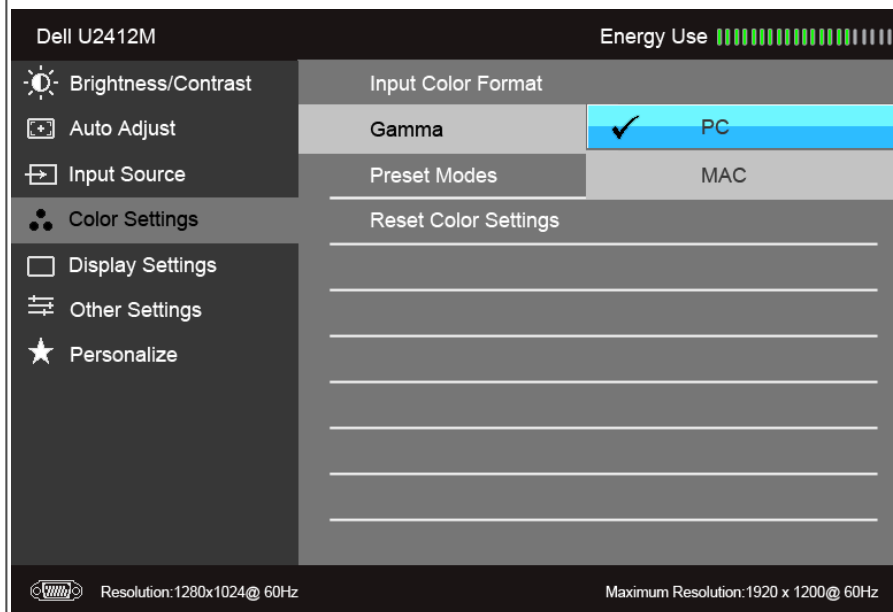 Dell U2412M Energy Use
Brightness/Contrast Input Color Format
Auto Adjust Gamma ✓ PC
Input Source Preset Modes MAC
Color Settings Reset Color Settings
Display Settings
Other Settings
Personalize
Resolution:1280x1024@ 60Hz Maximum Resolution:1920 x 1200@ 60Hz